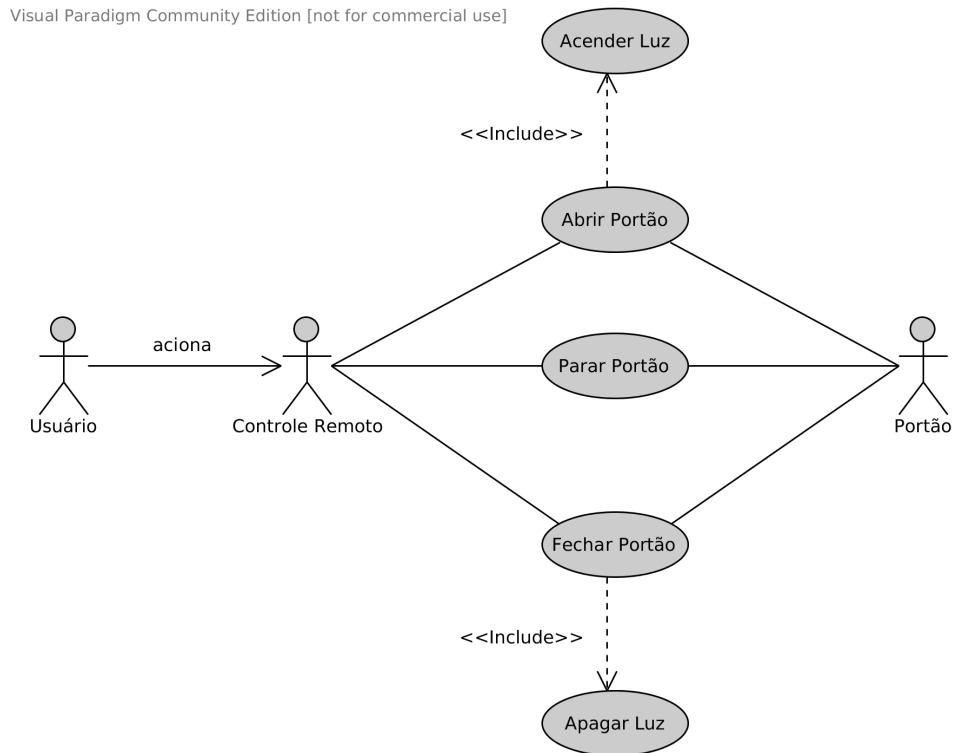 Visual Paradigm Community Edition [not for commercial use]
Acender Luz
<<Include>>
Abrir Portão
aciona
Parar Portão
Usuário
Controle Remoto
Portão
Fechar Portão
<<Include>>
Apagar Luz